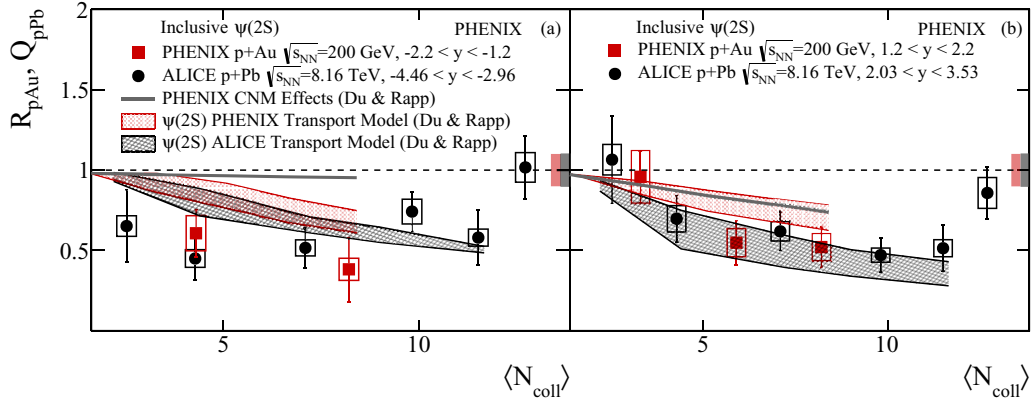 R_pAu, Q_pPb
2
1.5
1
0.5
0
Inclusive ψ(2S) PHENIX (a)
PHENIX p+Au √s_NN=200 GeV, -2.2 < y < -1.2
ALICE p+Pb √s_NN=8.16 TeV, -4.46 < y < -2.96
PHENIX CNM Effects (Du & Rapp)
ψ(2S) PHENIX Transport Model (Du & Rapp)
ψ(2S) ALICE Transport Model (Du & Rapp)
5 10
⟨N_coll⟩
Inclusive ψ(2S) PHENIX (b)
PHENIX p+Au √s_NN=200 GeV, 1.2 < y < 2.2
ALICE p+Pb √s_NN=8.16 TeV, 2.03 < y < 3.53
5 10
⟨N_coll⟩